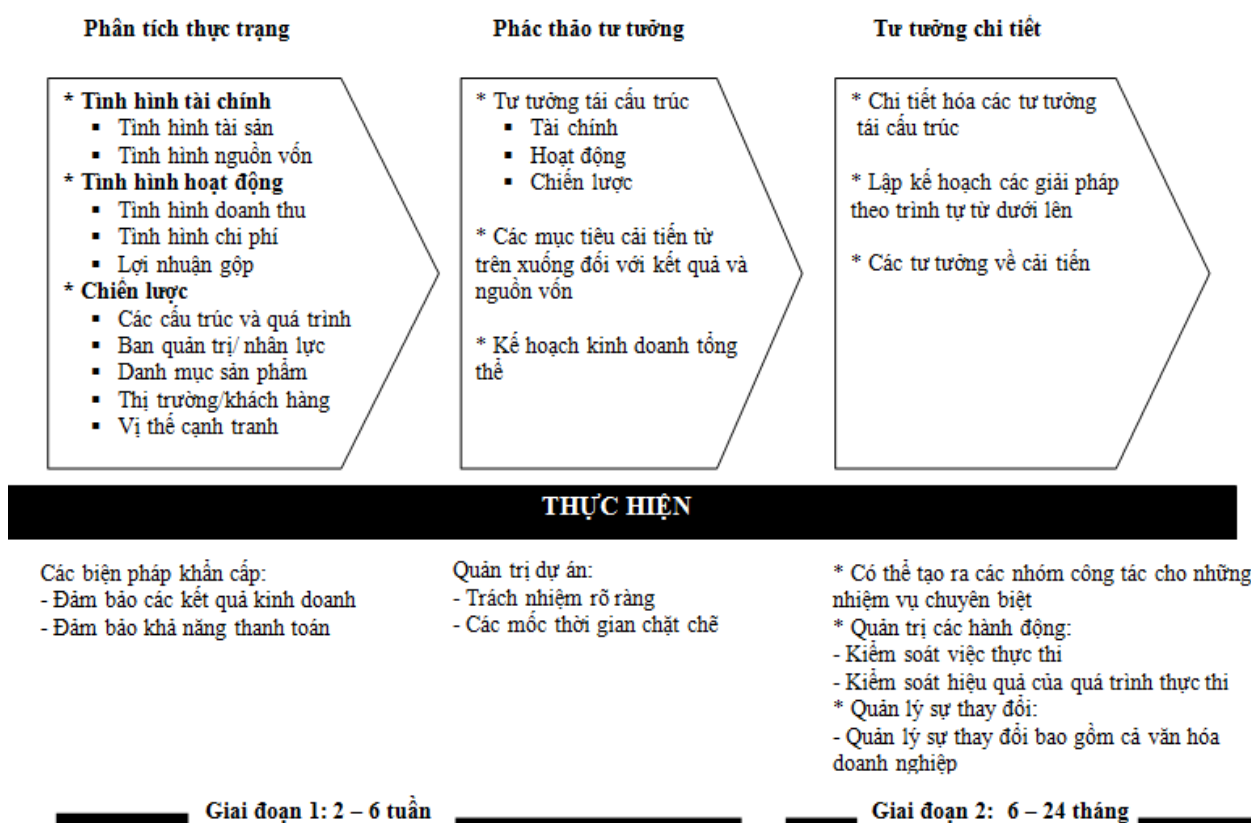 Phân tích thực trạng
* Tình hình tài chính
▪ Tình hình tài sản
▪ Tình hình nguồn vốn
* Tình hình hoạt động
▪ Tình hình doanh thu
▪ Tình hình chi phí
▪ Lợi nhuận gộp
* Chiến lược
▪ Các cấu trúc và quá trình
▪ Ban quản trị/ nhân lực
▪ Danh mục sản phẩm
▪ Thị trường/khách hàng
▪ Vị thế cạnh tranh
Phác thảo tư tưởng
* Tư tưởng tái cấu trúc
▪ Tài chính
▪ Hoạt động
▪ Chiến lược
* Các mục tiêu cải tiến từ
trên xuống đối với kết quả và
nguồn vốn
* Kế hoạch kinh doanh tổng
thể
Tư tưởng chi tiết
* Chi tiết hóa các tư tưởng
tái cấu trúc
* Lập kế hoạch các giải pháp
theo trình tự từ dưới lên
* Các tư tưởng về cải tiến
THỰC HIỆN
Các biện pháp khẩn cấp:
- Đảm bảo các kết quả kinh doanh
- Đảm bảo khả năng thanh toán
Quản trị dự án:
- Trách nhiệm rõ ràng
- Các mốc thời gian chặt chẽ
* Có thể tạo ra các nhóm công tác cho những
nhiệm vụ chuyên biệt
* Quản trị các hành động:
- Kiểm soát việc thực thi
- Kiểm soát hiệu quả của quá trình thực thi
* Quản lý sự thay đổi:
- Quản lý sự thay đổi bao gồm cả văn hóa
doanh nghiệp
Giai đoạn 1: 2 – 6 tuần
Giai đoạn 2: 6 – 24 tháng